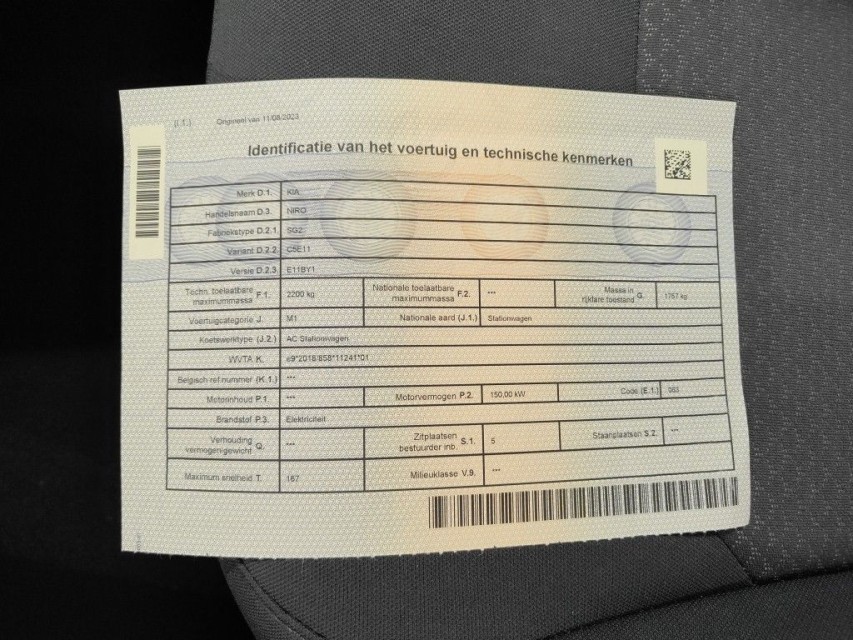 (I.1.) Origineel van 11/08/2023
Identificatie van het voertuig en technische kenmerken
Merk D.1. KIA
Handelsnaam D.3. NIRO
Fabriekstype D.2.1. SG2
Variant D.2.2. C5E11
Versie D.2.3. E11BY1
Techn. toelaatbare maximummassa F.1. 2200 kg Nationale toelaatbare maximummassa F.2. --- Massa in rijklare toestand G. 1757 kg
Voertuigcategorie J. M1 Nationale aard (J.1.) Stationwagen
Koetswerktype (J.2.) AC Stationwagen
WVTA K. e9*2018/858*11241*01
Belgisch ref.nummer (K.1.) ---
Motorinhoud P.1. --- Motorvermogen P.2. 150,00 kW Code (E.1.)
Brandstof P.3. Elektriciteit
Verhouding vermogen/gewicht Q. --- Zitplaatsen bestuurder inb. S.1. 5 Staanplaatsen S.2. ---
Maximum snelheid T. 167 Milieuklasse V.9. ---